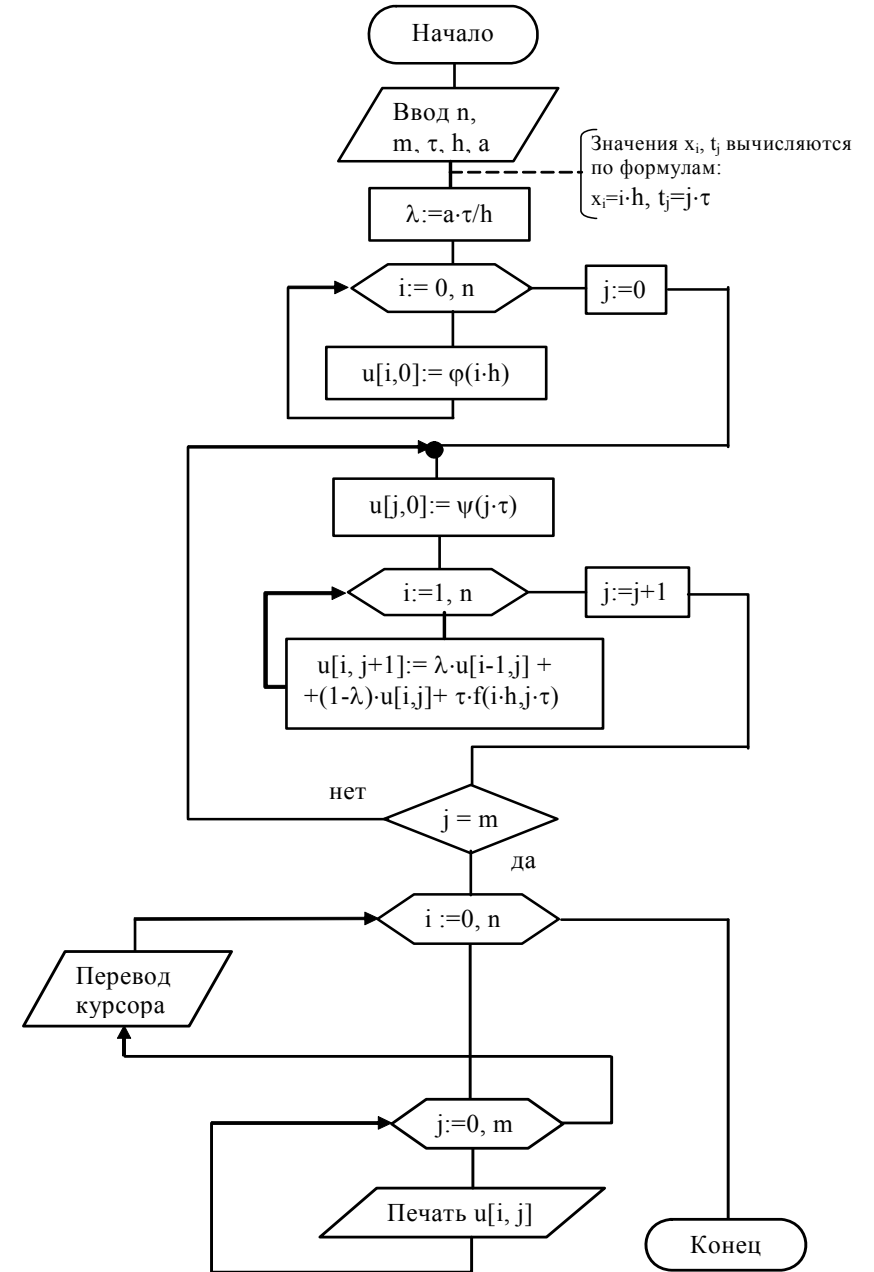 Начало
Ввод n,
m, τ, h, a
Значения xᵢ, tⱼ вычисляются
по формулам:
xᵢ=i·h, tⱼ=j·τ
λ:=a·τ/h
i:= 0, n
j:=0
u[i,0]:= φ(i·h)
u[j,0]:= ψ(j·τ)
i:=1, n
j:=j+1
u[i, j+1]:= λ·u[i-1,j] +
+(1-λ)·u[i,j]+ τ·f(i·h,j·τ)
нет
j = m
да
i :=0, n
Перевод
курсора
j:=0, m
Печать u[i, j]
Конец